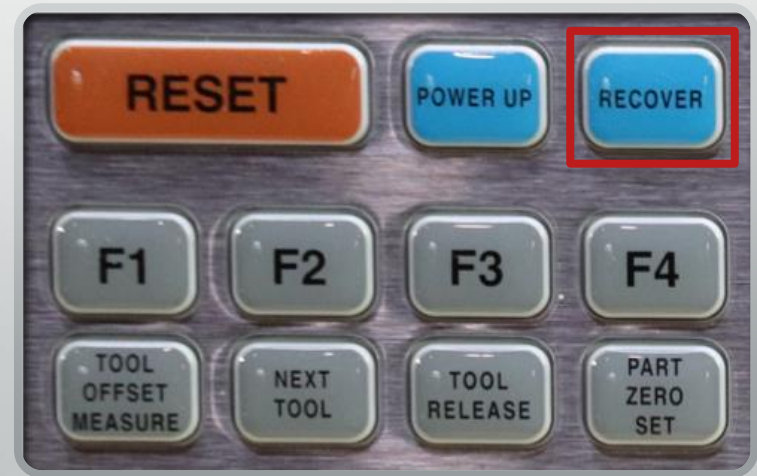 RESET
POWER UP
RECOVER
F1
F2
F3
F4
TOOL
OFFSET
MEASURE
NEXT
TOOL
TOOL
RELEASE
PART
ZERO
SET